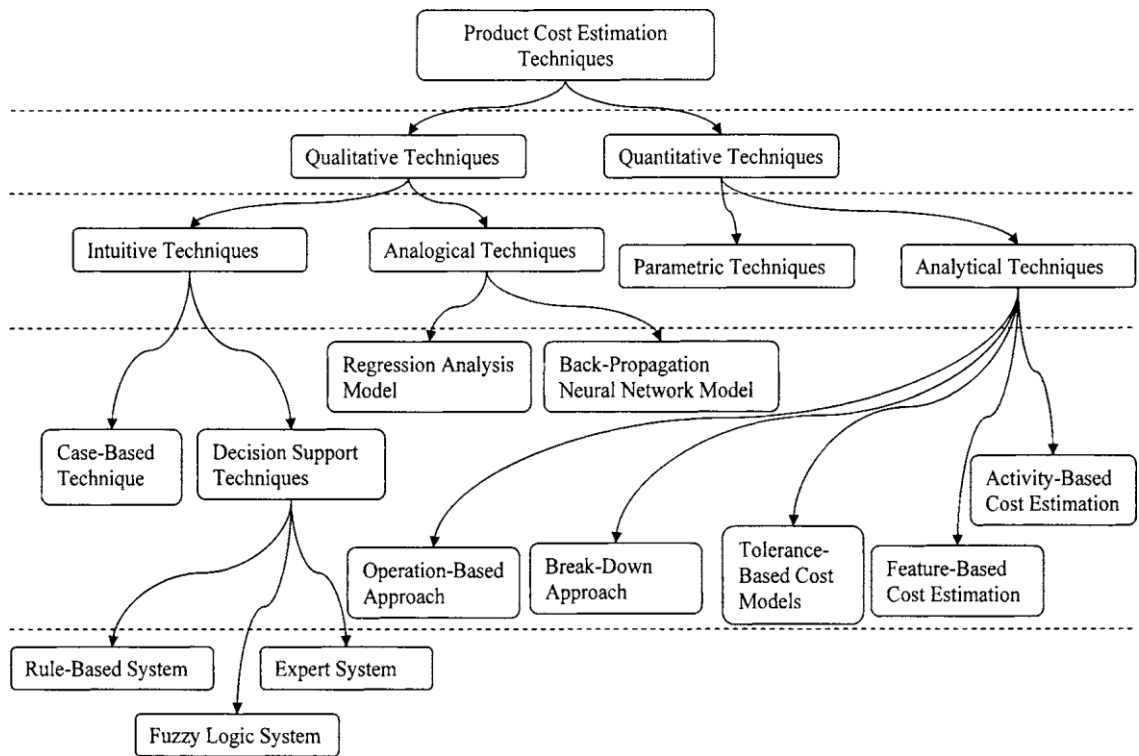 Product Cost Estimation
Techniques
Qualitative Techniques
Quantitative Techniques
Intuitive Techniques
Analogical Techniques
Parametric Techniques
Analytical Techniques
Regression Analysis
Model
Back-Propagation
Neural Network Model
Case-Based
Technique
Decision Support
Techniques
Activity-Based
Cost Estimation
Operation-Based
Approach
Break-Down
Approach
Tolerance-
Based Cost
Models
Feature-Based
Cost Estimation
Rule-Based System
Expert System
Fuzzy Logic System